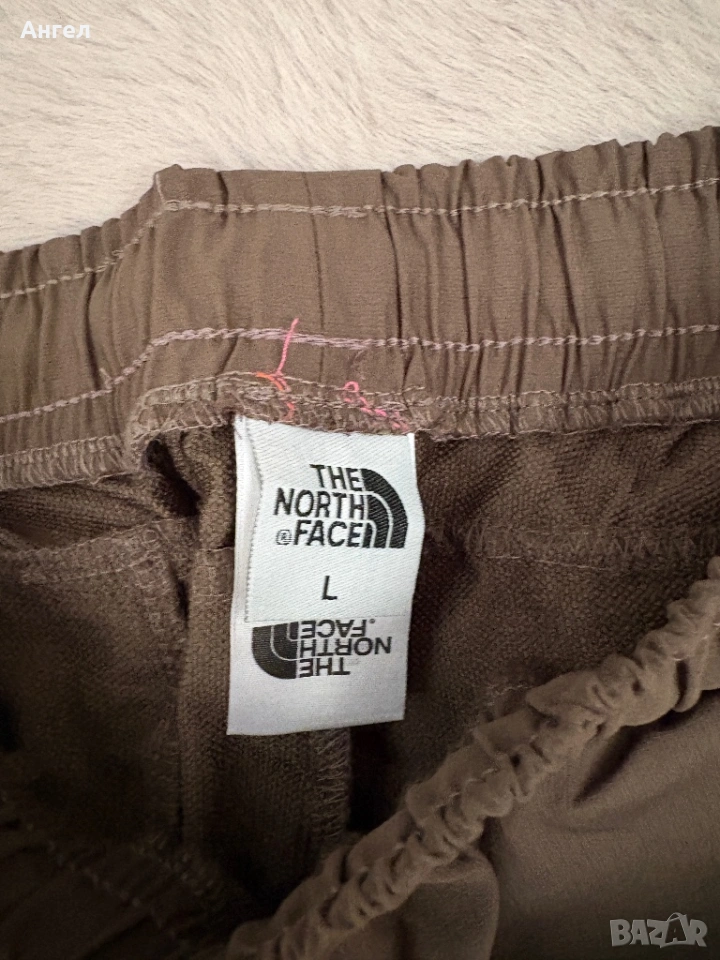 Ангел
THE
NORTH
® FACE
L
THE
NORTH
FACE
BAZAR